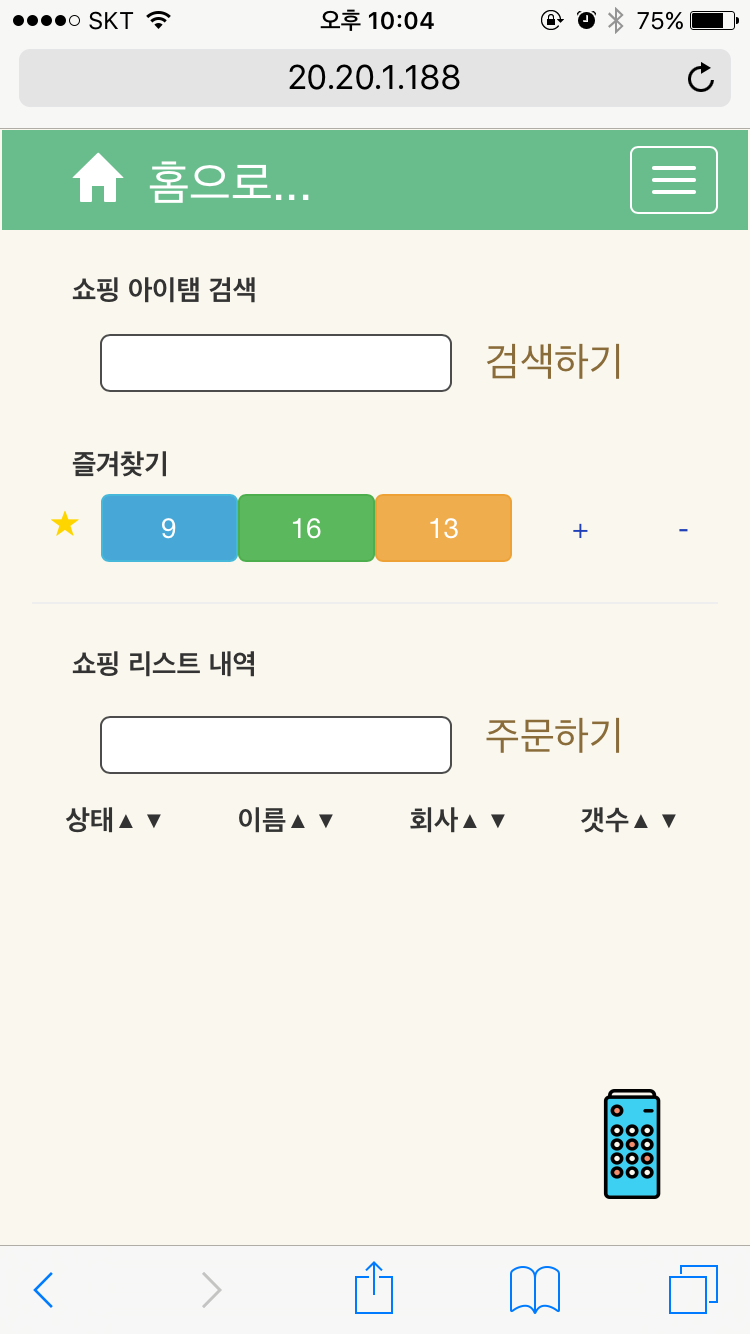 SKT 오후 10:04 75%
20.20.1.188
홈으로...
쇼핑 아이탬 검색
검색하기
즐겨찾기
★ 9 16 13 + -
쇼핑 리스트 내역
주문하기
상태▲ ▼ 이름▲ ▼ 회사▲ ▼ 갯수▲ ▼